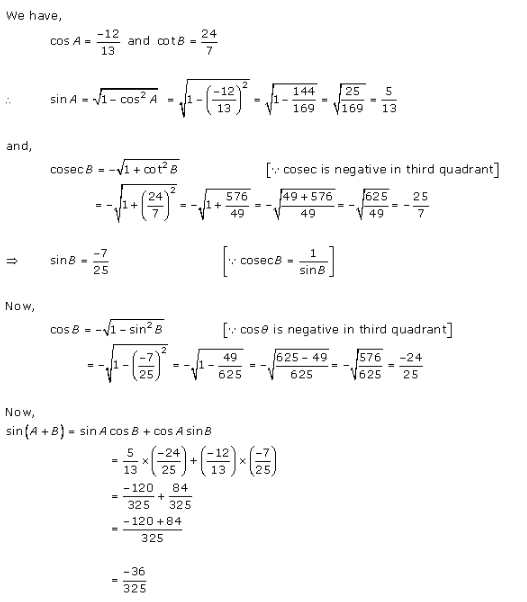 We have,
cos A = -12/13 and cot B = 24/7
∴ sin A = √(1 - cos² A) = √(1 - (-12/13)²) = √(1 - 144/169) = √(25/169) = 5/13
and,
cosec B = -√(1 + cot² B) [∵ cosec is negative in third quadrant]
= -√(1 + (24/7)²) = -√(1 + 576/49) = -√((49 + 576)/49) = -√(625/49) = -25/7
⇒ sin B = -7/25 [∵ cosec B = 1/sin B]
Now,
cos B = -√(1 - sin² B) [∵ cos θ is negative in third quadrant]
= -√(1 - (-7/25)²) = -√(1 - 49/625) = -√((625 - 49)/625) = -√(576/625) = -24/25
Now,
sin(A + B) = sin A cos B + cos A sin B
= 5/13 × (-24/25) + (-12/13) × (-7/25)
= -120/325 + 84/325
= (-120 + 84)/325
= -36/325